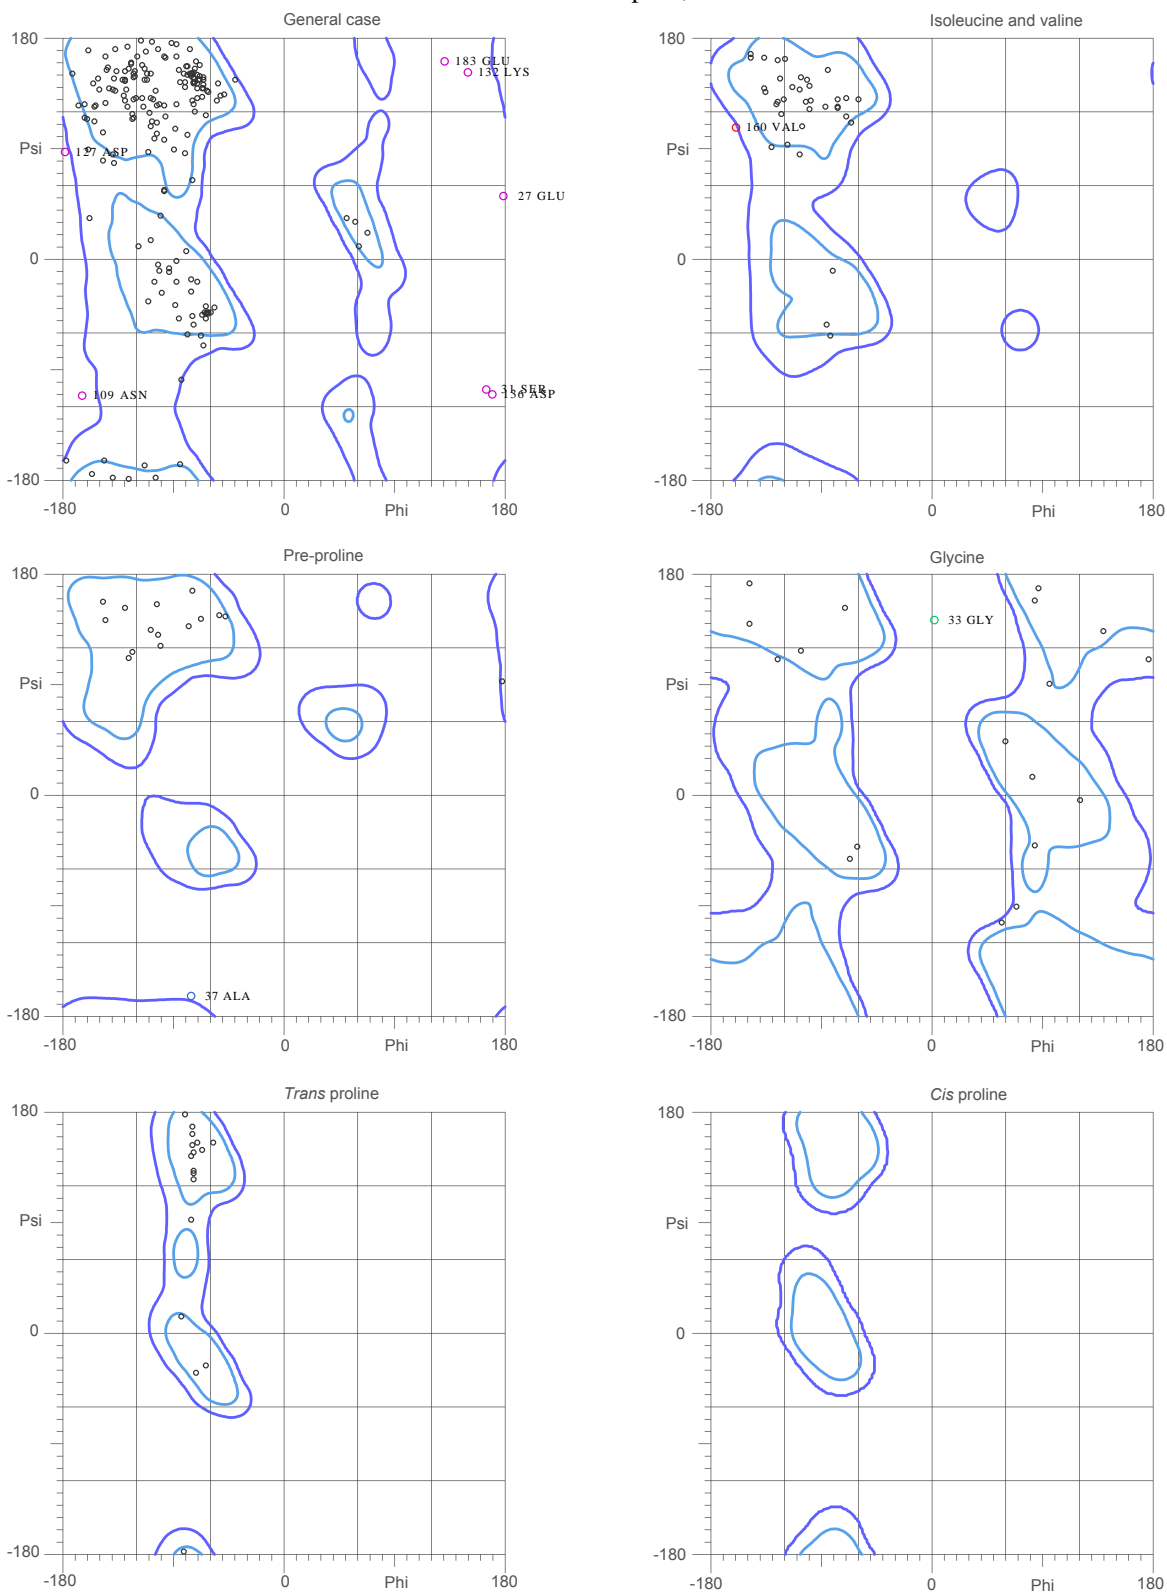 General case
Isoleucine and valine
180
183 GLU
132 LYS
Psi
127 ASP
27 GLU
0
109 ASN
31 SER
136 ASP
-180
-180
0
Phi
180
180
160 VAL
Psi
0
-180
-180
0
Phi
180
Pre-proline
Glycine
180
Psi
0
37 ALA
-180
-180
0
Phi
180
180
33 GLY
Psi
0
-180
-180
0
Phi
180
Trans proline
Cis proline
180
Psi
0
-180
-180
0
Phi
180
180
Psi
0
-180
-180
0
Phi
180